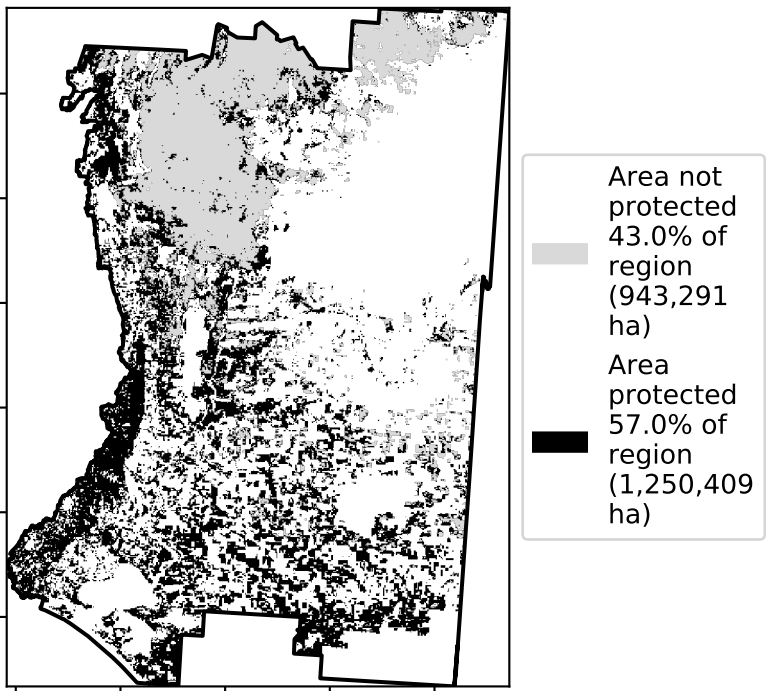 Area not
protected
43.0% of
region
(943,291
ha)
Area
protected
57.0% of
region
(1,250,409
ha)